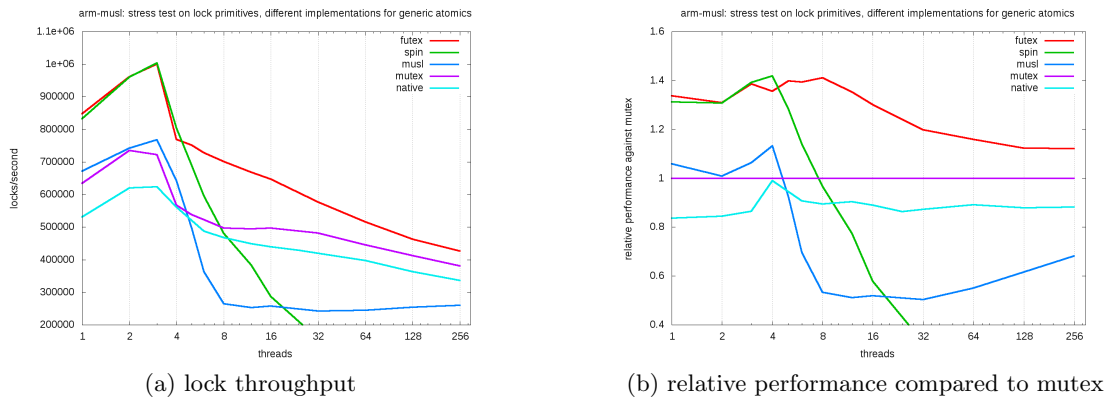 arm-musl: stress test on lock primitives, different implementations for generic atomics
1.1e+06
1e+06
900000
800000
700000
600000
500000
400000
300000
200000
locks/second
1 2 4 8 16 32 64 128 256
threads
futex
spin
musl
mutex
native
(a) lock throughput
arm-musl: stress test on lock primitives, different implementations for generic atomics
1.6
1.4
1.2
1
0.8
0.6
0.4
relative performance against mutex
1 2 4 8 16 32 64 128 256
threads
futex
spin
musl
mutex
native
(b) relative performance compared to mutex